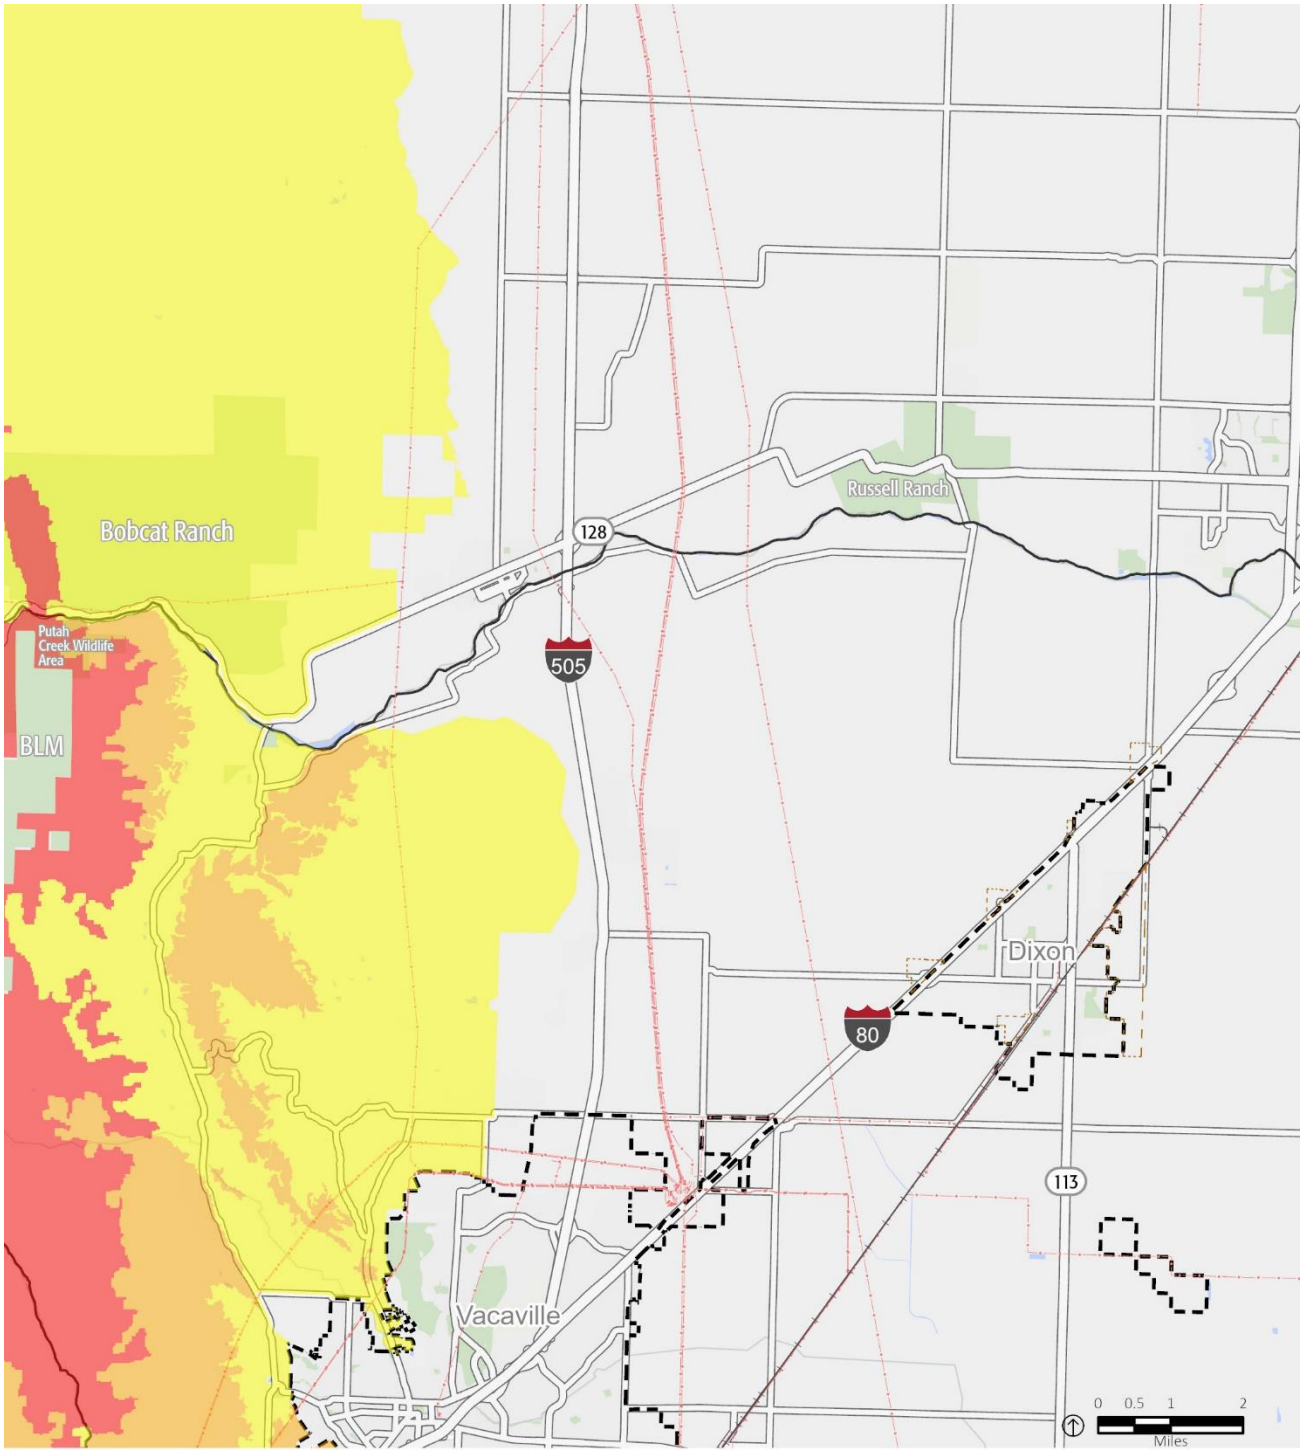 Russell Ranch
Bobcat Ranch
128
Putah
Creek Wildlife
Area
505
BLM
Dixon
80
113
Vacaville
0 0.5 1 2
Miles